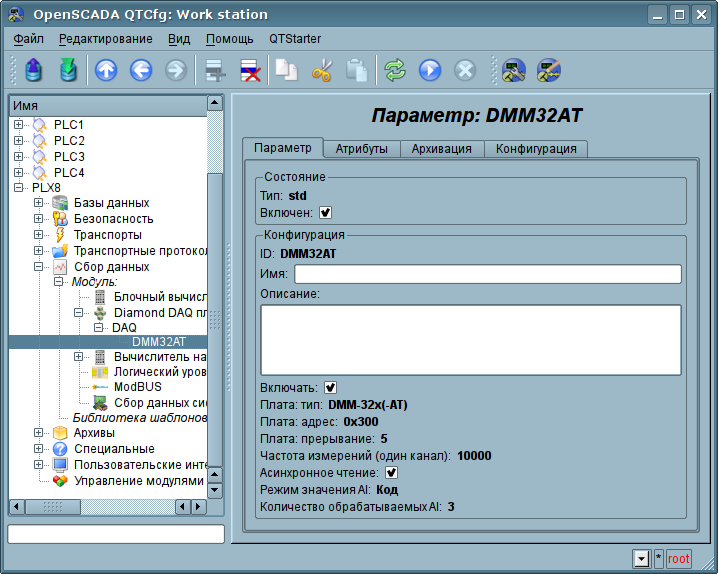 OpenSCADA QTCfg: Work station
Файл Редактирование Вид Помощь QTStarter
Имя
PLC1
PLC2
PLC3
PLC4
PLX8
Базы данных
Безопасность
Транспорты
Транспортные протокол
Сбор данных
Модуль:
Блочный вычисл
Diamond DAQ пл
DAQ
DMM32AT
Вычислитель на
Логический уров
ModBUS
Сбор данных сис
Библиотека шаблонов
Архивы
Специальные
Пользовательские инте
Управление модулями
Параметр: DMM32AT
Параметр Атрибуты Архивация Конфигурация
Состояние
Тип: std
Включен:
Конфигурация
ID: DMM32AT
Имя:
Описание:
Включать:
Плата: тип: DMM-32x(-AT)
Плата: адрес: 0x300
Плата: прерывание: 5
Частота измерений (один канал): 10000
Асинхронное чтение:
Режим значения AI: Код
Количество обрабатываемых AI: 3
* root